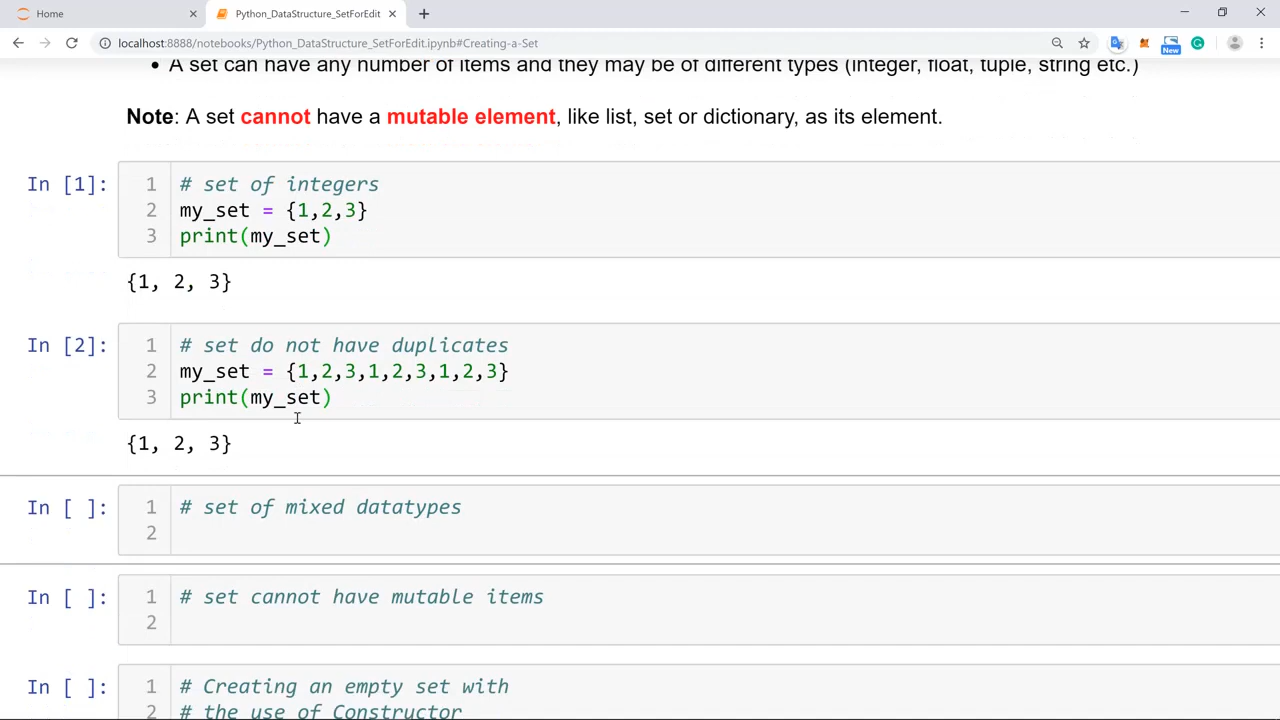 Home
Python_DataStructure_SetForEdit
localhost:8888/notebooks/Python_DataStructure_SetForEdit.ipynb#Creating-a-Set
New
• A set can have any number of items and they may be of different types (integer, float, tuple, string etc.)
Note: A set cannot have a mutable element, like list, set or dictionary, as its element.
In [1]:
1 # set of integers
2 my_set = {1,2,3}
3 print(my_set)
{1, 2, 3}
In [2]:
1 # set do not have duplicates
2 my_set = {1,2,3,1,2,3,1,2,3}
3 print(my_set)
{1, 2, 3}
In [ ]:
1 # set of mixed datatypes
2
In [ ]:
1 # set cannot have mutable items
2
In [ ]:
1 # Creating an empty set with
2 # the use of Constructor